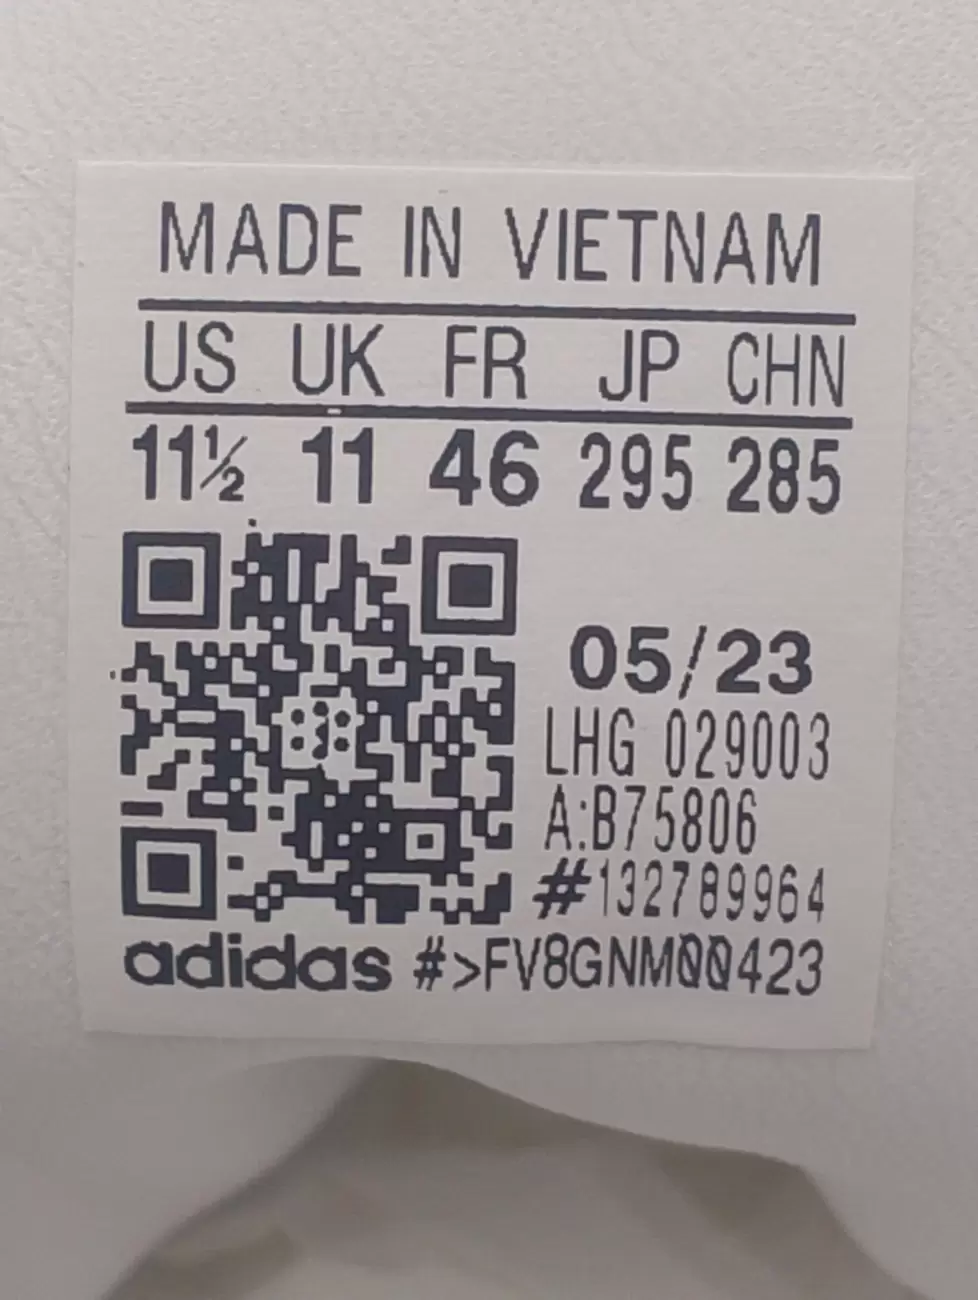 MADE IN VIETNAM
US UK FR JP CHN
11½ 11 46 295 285
05/23
LHG 029003
A:B75806
#132789964
adidas #>FV8GNM00423